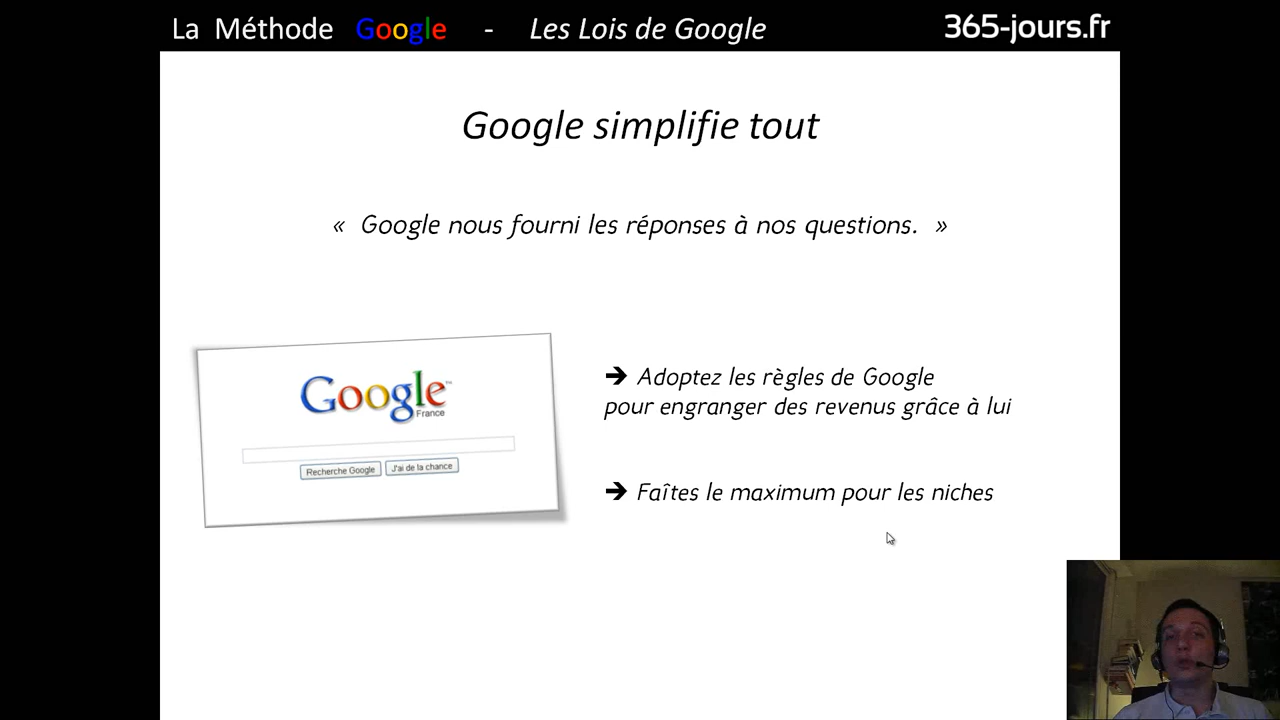 La Méthode Google - Les Lois de Google
365-jours.fr
Google simplifie tout
« Google nous fourni les réponses à nos questions. »
Google™
France
Recherche Google J'ai de la chance
➔ Adoptez les règles de Google
pour engranger des revenus grâce à lui
➔ Faîtes le maximum pour les niches